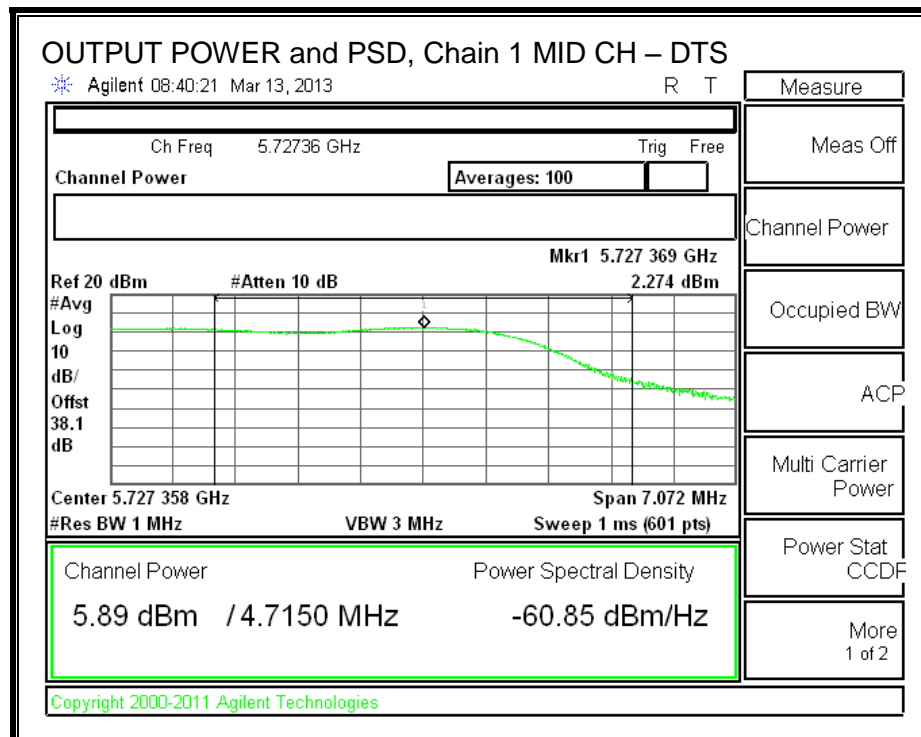 OUTPUT POWER and PSD, Chain 1 MID CH – DTS
Agilent 08:40:21 Mar 13, 2013 R T
Measure
Ch Freq 5.72736 GHz Trig Free
Meas Off
Channel Power Averages: 100
Channel Power
Mkr1 5.727 369 GHz
Ref 20 dBm #Atten 10 dB 2.274 dBm
#Avg
Log
10
dB/
Offst
38.1
dB
1
Occupied BW
ACP
Multi Carrier
Power
Center 5.727 358 GHz Span 7.072 MHz
#Res BW 1 MHz VBW 3 MHz Sweep 1 ms (601 pts)
Power Stat
CCDF
Channel Power Power Spectral Density
5.89 dBm / 4.7150 MHz -60.85 dBm/Hz
More
1 of 2
Copyright 2000-2011 Agilent Technologies